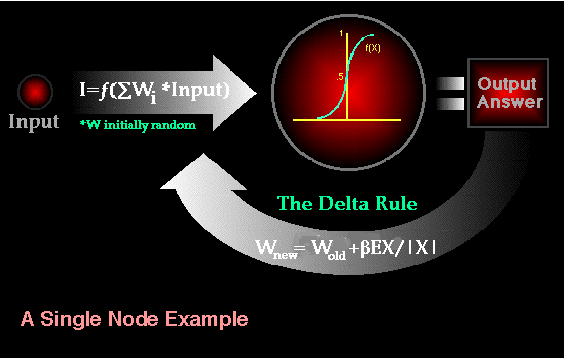 Input
I=f(∑Wi *Input)
*W initially random
1
f(X)
.5
Output
Answer
The Delta Rule
Wnew= Wold+βEX/|X|
A Single Node Example